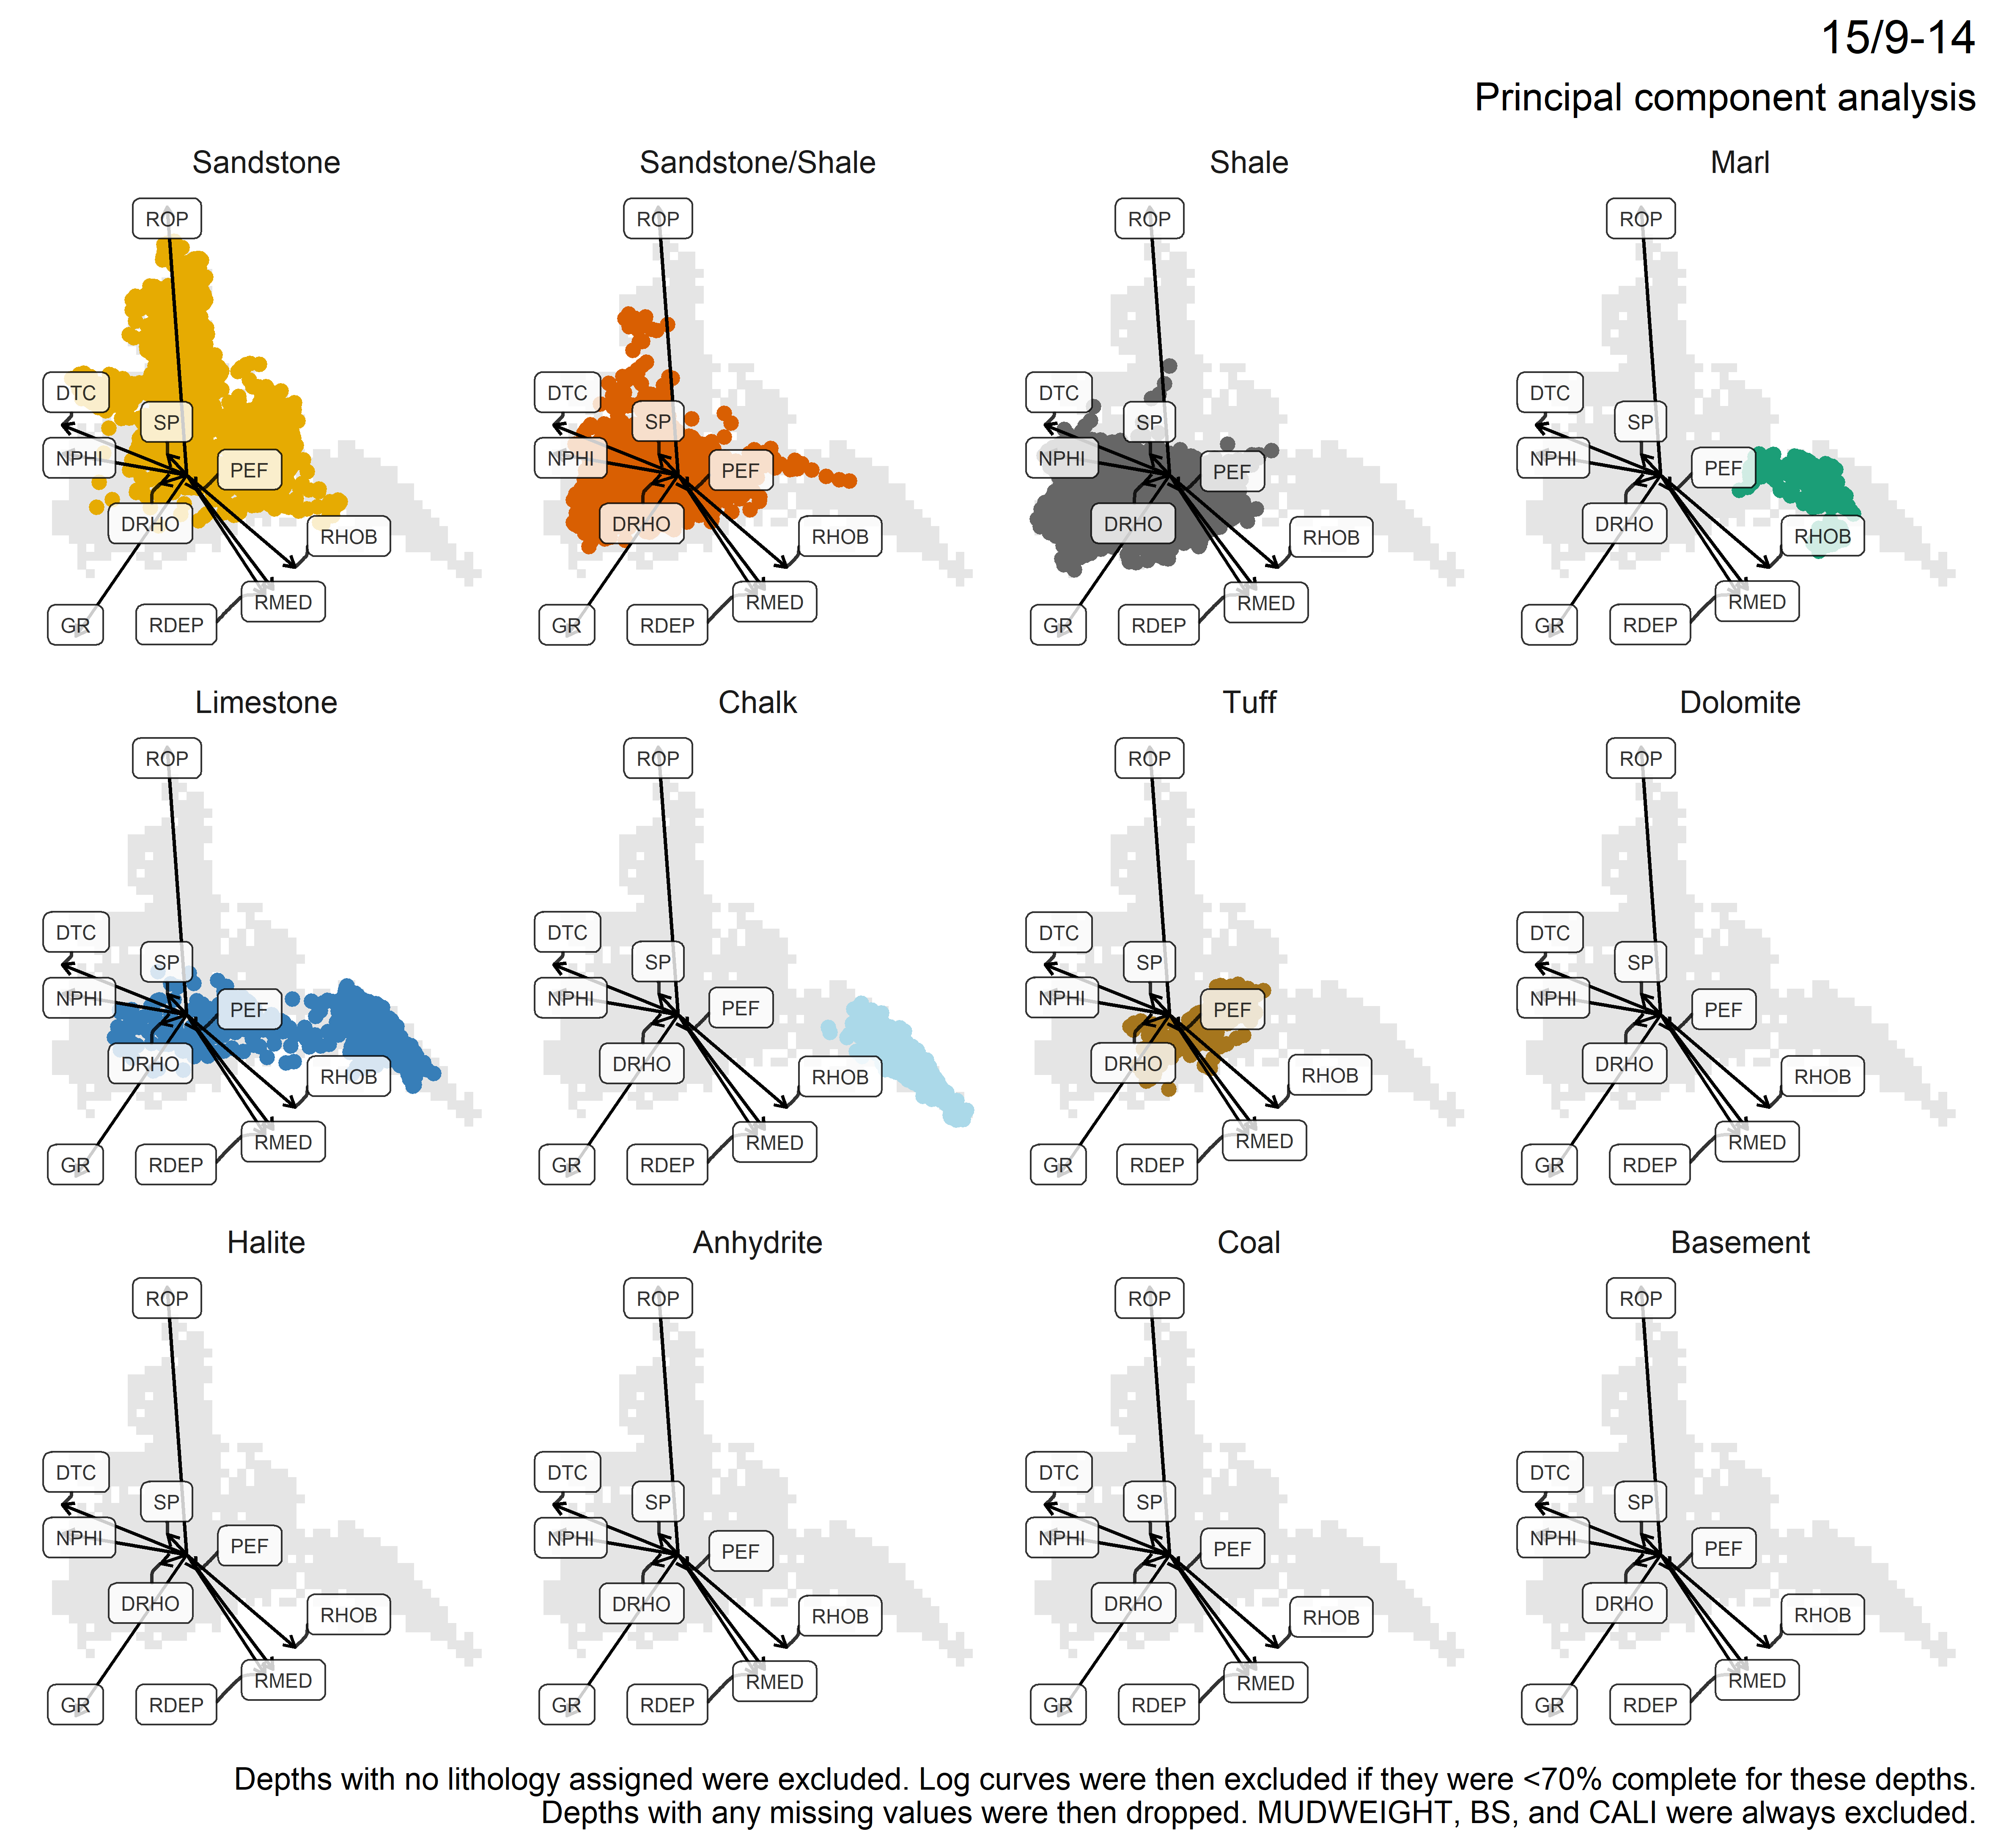 15/9-14
Principal component analysis
Sandstone
ROP
DTC
SP
NPHI
PEF
DRHO
RHOB
RMED
GR
RDEP
Sandstone/Shale
ROP
DTC
SP
NPHI
PEF
DRHO
RHOB
RMED
GR
RDEP
Shale
ROP
DTC
SP
NPHI
PEF
DRHO
RHOB
RMED
GR
RDEP
Marl
ROP
DTC
SP
NPHI
PEF
DRHO
RHOB
RMED
GR
RDEP
Limestone
ROP
DTC
SP
NPHI
PEF
DRHO
RHOB
RMED
GR
RDEP
Chalk
ROP
DTC
SP
NPHI
PEF
DRHO
RHOB
RMED
GR
RDEP
Tuff
ROP
DTC
SP
NPHI
PEF
DRHO
RHOB
RMED
GR
RDEP
Dolomite
ROP
DTC
SP
NPHI
PEF
DRHO
RHOB
RMED
GR
RDEP
Halite
ROP
DTC
SP
NPHI
PEF
DRHO
RHOB
RMED
GR
RDEP
Anhydrite
ROP
DTC
SP
NPHI
PEF
DRHO
RHOB
RMED
GR
RDEP
Coal
ROP
DTC
SP
NPHI
PEF
DRHO
RHOB
RMED
GR
RDEP
Basement
ROP
DTC
SP
NPHI
PEF
DRHO
RHOB
RMED
GR
RDEP
Depths with no lithology assigned were excluded. Log curves were then excluded if they were <70% complete for these depths.
Depths with any missing values were then dropped. MUDWEIGHT, BS, and CALI were always excluded.